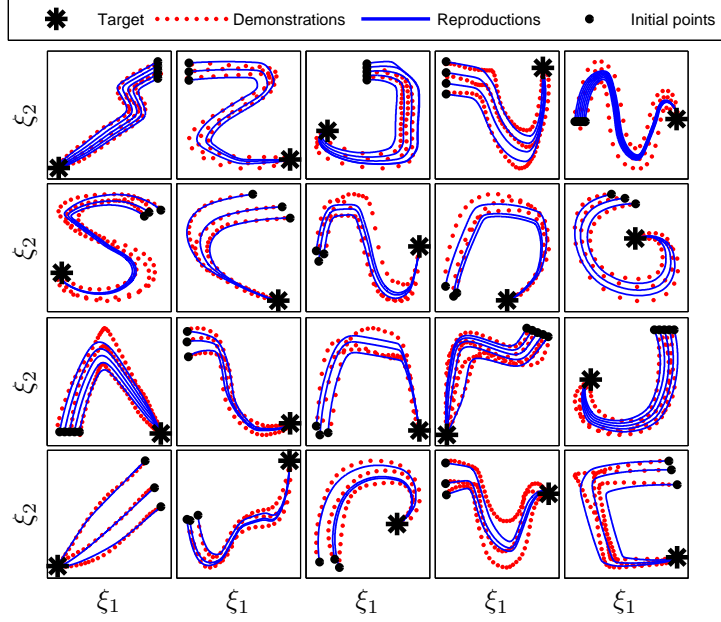 Target Demonstrations Reproductions Initial points
ξ2
ξ2
ξ2
ξ2
ξ1 ξ1 ξ1 ξ1 ξ1